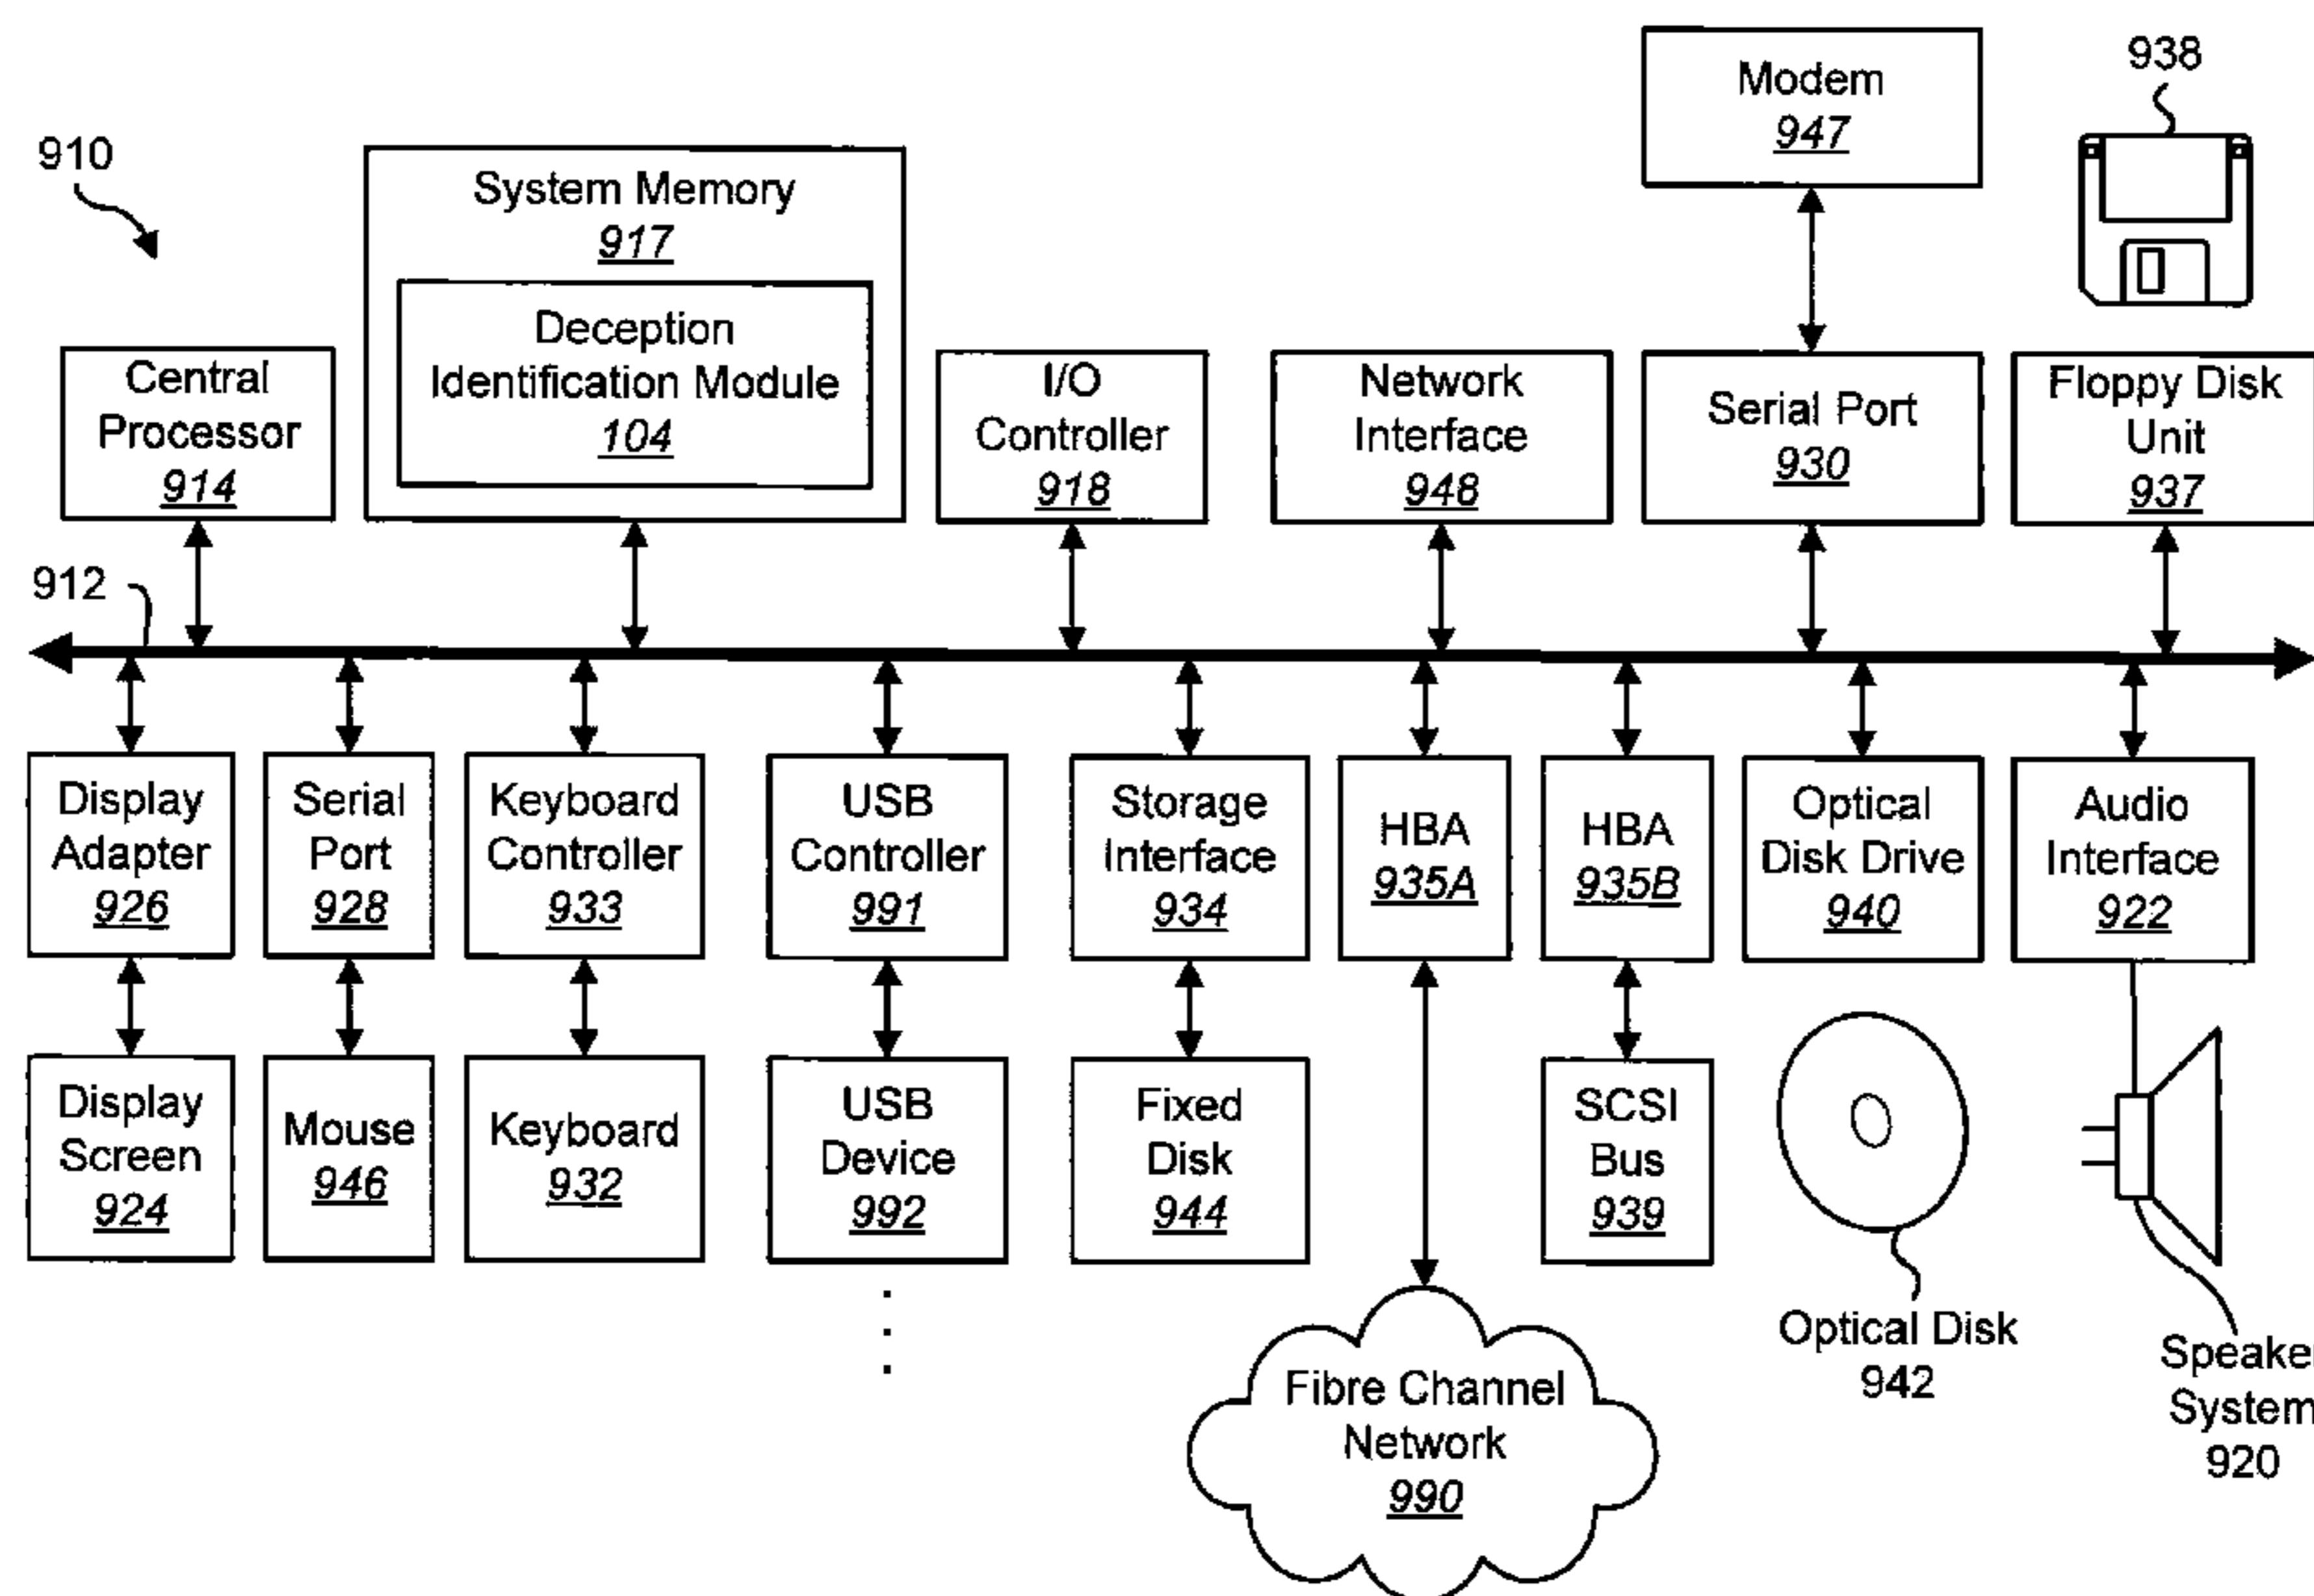 Modem
947
938
910
System Memory
917
Deception
Identification Module
104
Central
Processor
914
I/O
Controller
918
Network
Interface
948
Serial Port
930
Floppy Disk
Unit
937
912
Display
Adapter
926
Serial
Port
928
Keyboard
Controller
933
USB
Controller
991
Storage
Interface
934
HBA
935A
HBA
935B
Optical
Disk Drive
940
Audio
Interface
922
Display
Screen
924
Mouse
946
Keyboard
932
USB
Device
992
Fixed
Disk
944
SCSI
Bus
939
Optical Disk
942
Speaker
System
920
Fibre Channel
Network
990